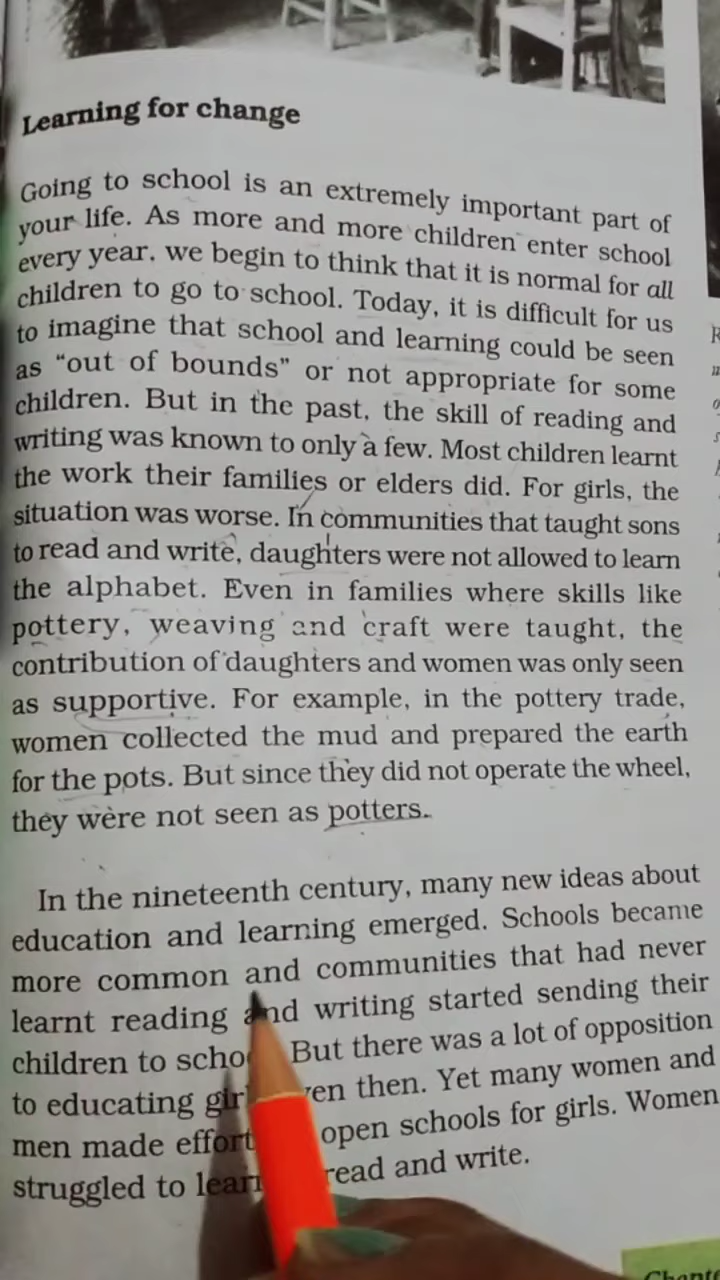 Learning for change
Going to school is an extremely important part of
your life. As more and more children enter school
every year, we begin to think that it is normal for all
children to go to school. Today, it is difficult for us
to imagine that school and learning could be seen
as "out of bounds" or not appropriate for some
children. But in the past, the skill of reading and
writing was known to only a few. Most children learnt
the work their families or elders did. For girls, the
situation was worse. In communities that taught sons
to read and write, daughters were not allowed to learn
the alphabet. Even in families where skills like
pottery, weaving and craft were taught, the
contribution of daughters and women was only seen
as supportive. For example, in the pottery trade,
women collected the mud and prepared the earth
for the pots. But since they did not operate the wheel,
they were not seen as potters.
In the nineteenth century, many new ideas about
education and learning emerged. Schools became
more common and communities that had never
learnt reading and writing started sending their
children to But there was a lot of opposition
to educating then. Yet many women and
men made open schools for girls. Women
struggled to read and write.